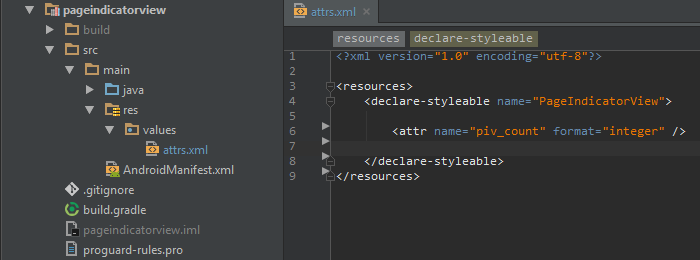 pageindicatorview
build
src
main
java
res
values
attrs.xml
AndroidManifest.xml
.gitignore
build.gradle
pageindicatorview.iml
proguard-rules.pro
attrs.xml
resources declare-styleable
1 <?xml version="1.0" encoding="utf-8"?>
2
3 <resources>
4 <declare-styleable name="PageIndicatorView">
5
6 <attr name="piv_count" format="integer" />
7
8 </declare-styleable>
9 </resources>